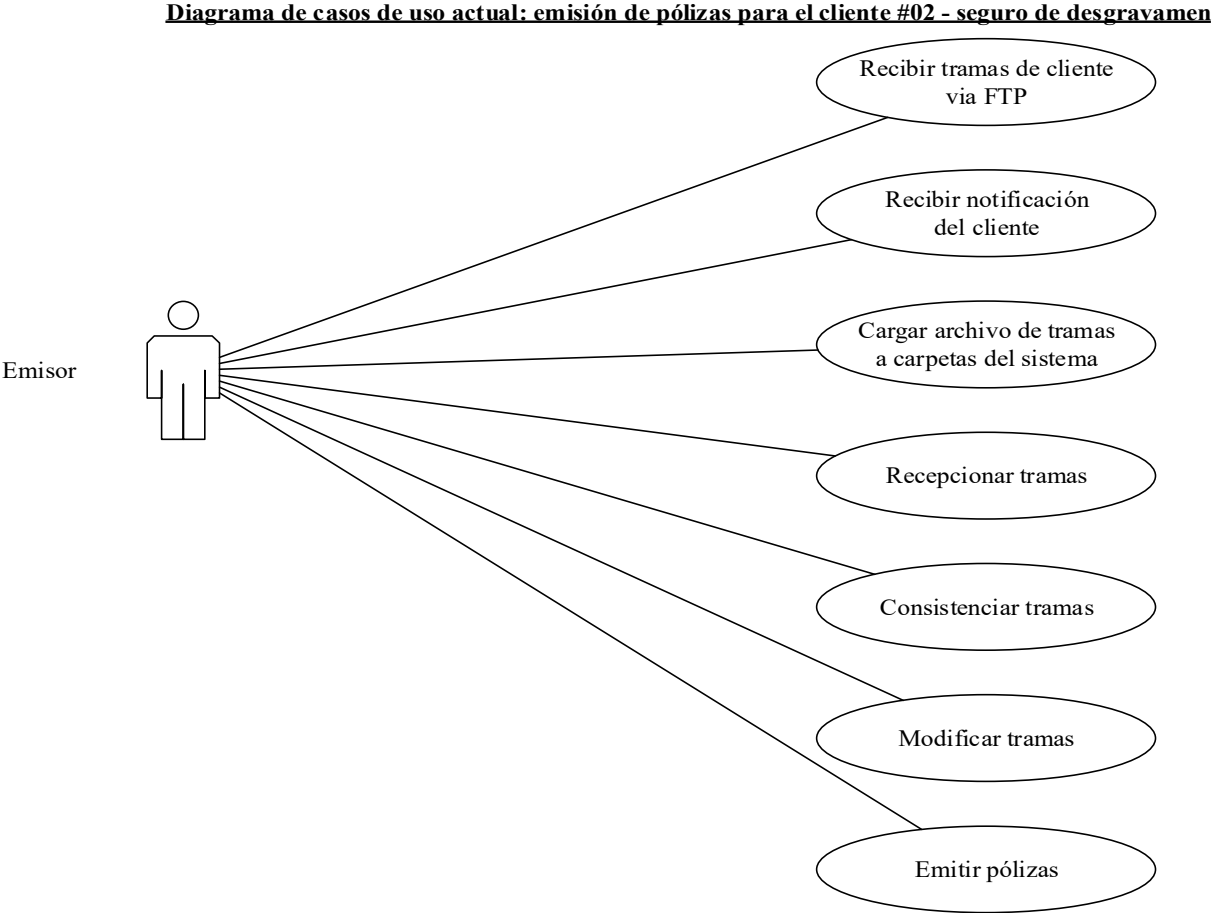 Diagrama de casos de uso actual: emisión de pólizas para el cliente #02 - seguro de desgravamen
Recibir tramas de cliente
via FTP
Recibir notificación
del cliente
Cargar archivo de tramas
a carpetas del sistema
Emisor
Recepcionar tramas
Consistenciar tramas
Modificar tramas
Emitir pólizas